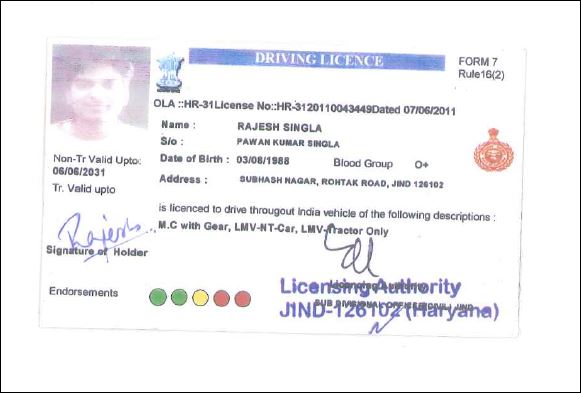 DRIVING LICENCE
FORM 7
Rule16(2)
OLA ::HR-31License No::HR-3120110043449Dated 07/06/2011
Name : RAJESH SINGLA
S/o : PAWAN KUMAR SINGLA
Date of Birth : 03/08/1988 Blood Group O+
Address : SUBHASH NAGAR, ROHTAK ROAD, JIND 126102
Non-Tr Valid Upto:
06/06/2031
Tr. Valid upto
is licenced to drive througout India vehicle of the following descriptions :
M.C with Gear, LMV-NT-Car, LMV-Tractor Only
Rajesh
Signature of Holder
Endorsements
Licensing Authority
Licensing Authority
SUB DIVISIONAL OFFICER(CIVIL) JIND
JIND-126102 (Haryana)